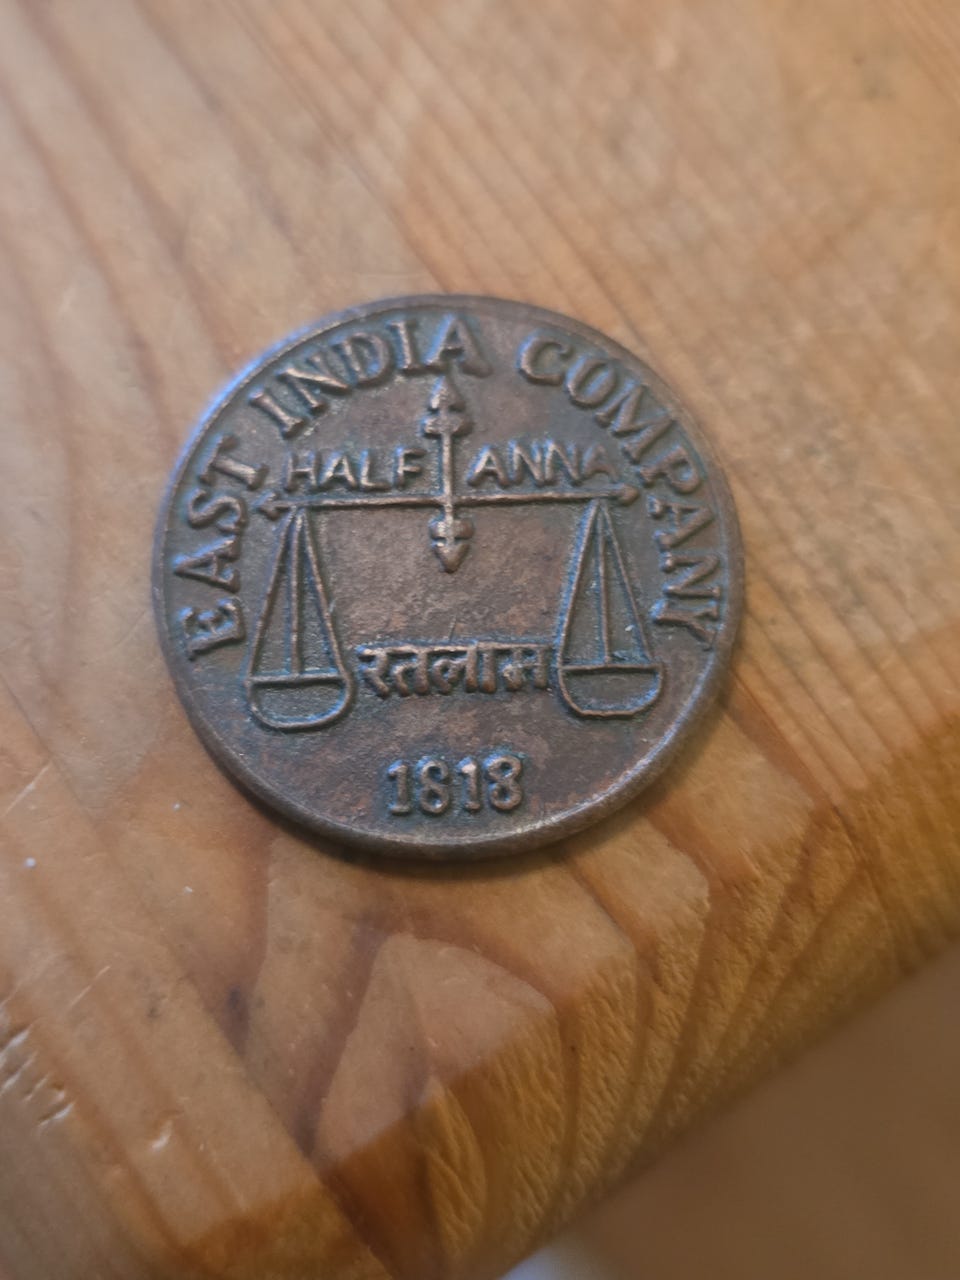 EAST INDIA COMPANY
HALF ANNA
रतलाम
1818